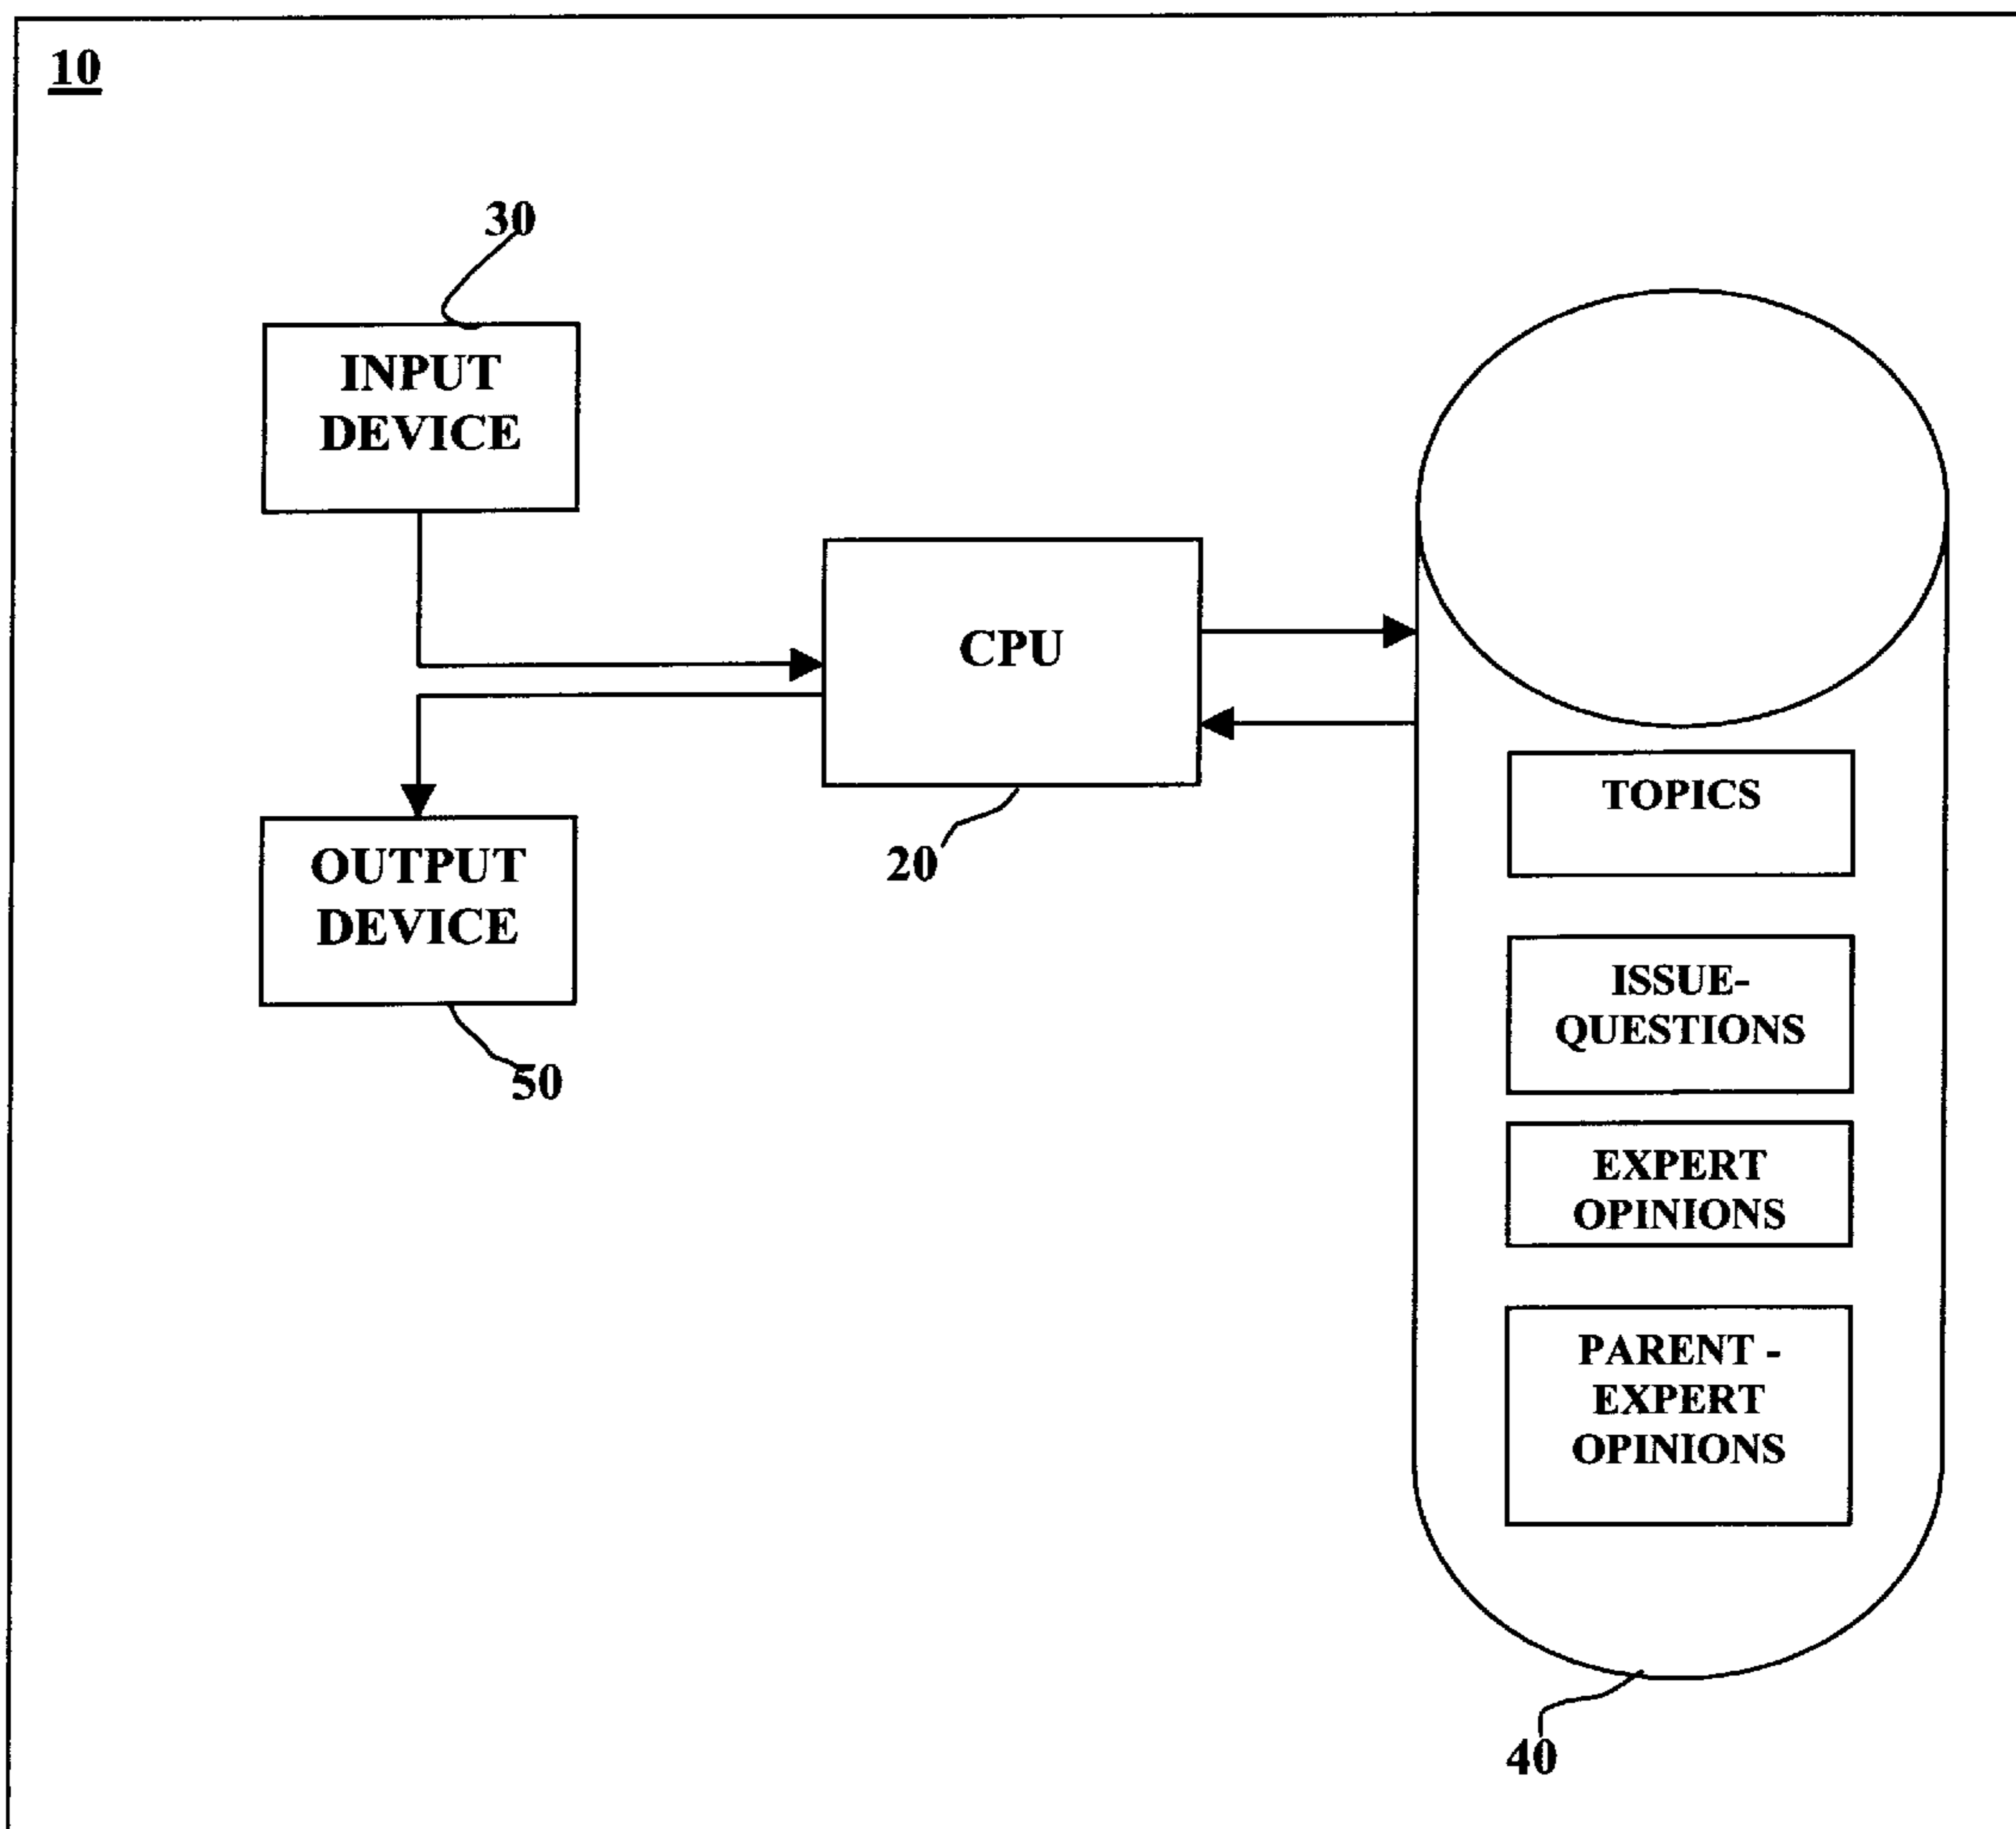 10
30
INPUT
DEVICE
CPU
20
OUTPUT
DEVICE
50
TOPICS
ISSUE-
QUESTIONS
EXPERT
OPINIONS
PARENT -
EXPERT
OPINIONS
40